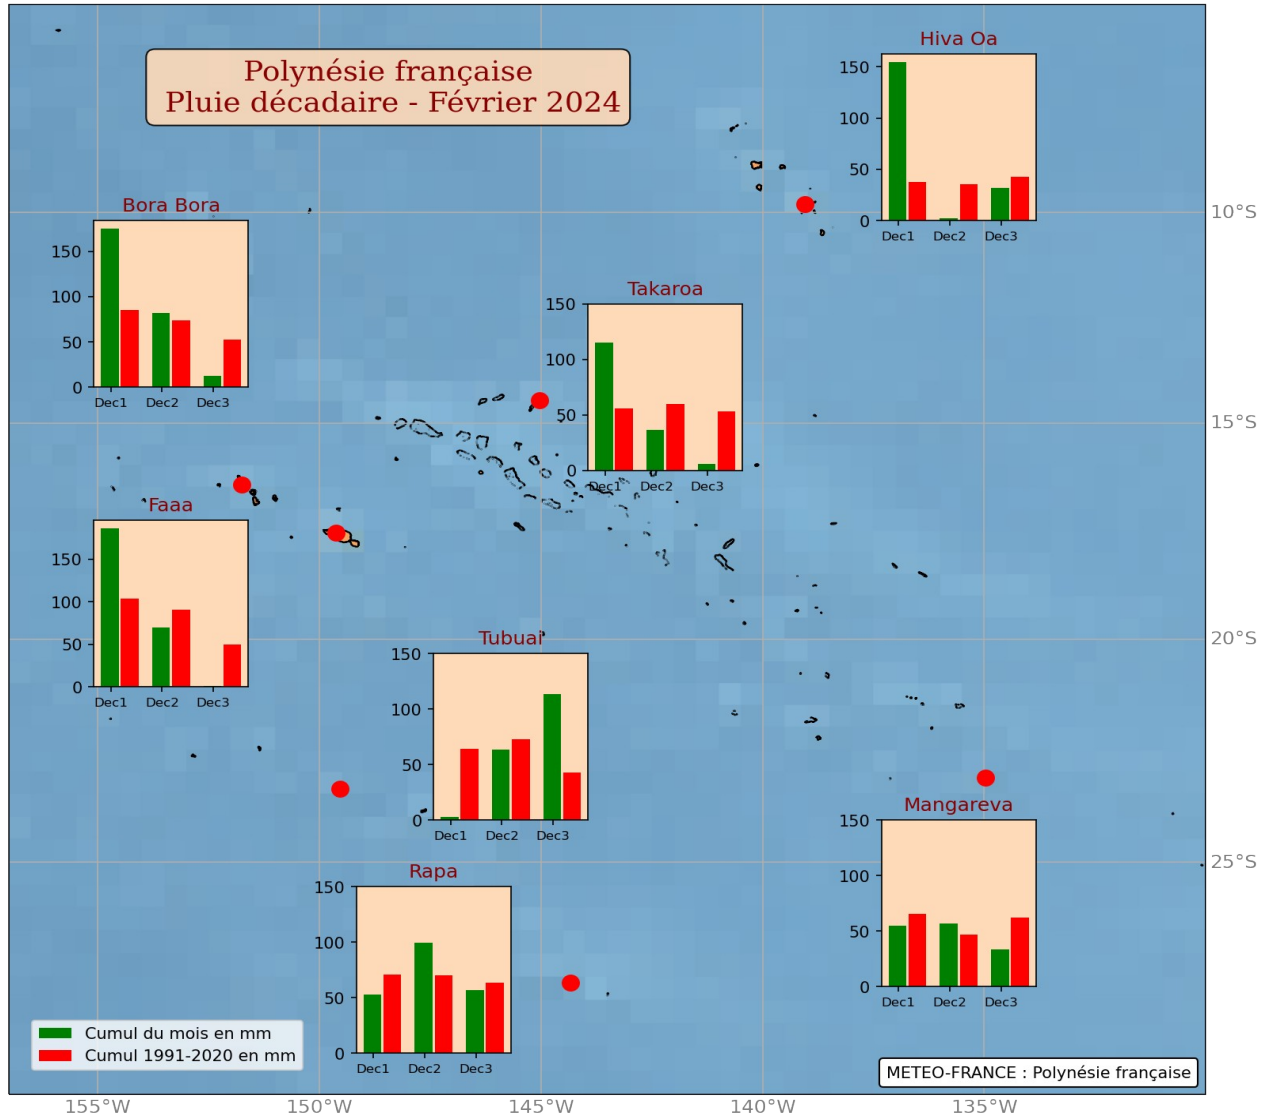 Polynésie française
Pluie décadaire - Février 2024
Hiva Oa
150
100
50
0
Dec1 Dec2 Dec3
10°S
Bora Bora
150
100
50
0
Dec1 Dec2 Dec3
Takaroa
150
100
50
0
Dec1 Dec2 Dec3
15°S
Faaa
150
100
50
0
Dec1 Dec2 Dec3
20°S
Tubuai
150
100
50
0
Dec1 Dec2 Dec3
Mangareva
150
100
50
0
Dec1 Dec2 Dec3
25°S
Rapa
150
100
50
0
Dec1 Dec2 Dec3
Cumul du mois en mm
Cumul 1991-2020 en mm
METEO-FRANCE : Polynésie française
155°W 150°W 145°W 140°W 135°W